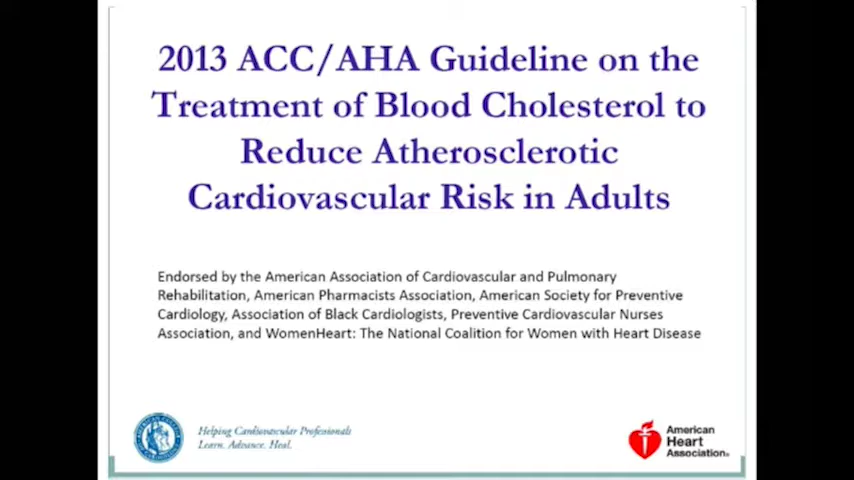 2013 ACC/AHA Guideline on the
Treatment of Blood Cholesterol to
Reduce Atherosclerotic
Cardiovascular Risk in Adults
Endorsed by the American Association of Cardiovascular and Pulmonary
Rehabilitation, American Pharmacists Association, American Society for Preventive
Cardiology, Association of Black Cardiologists, Preventive Cardiovascular Nurses
Association, and WomenHeart: The National Coalition for Women with Heart Disease
Helping Cardiovascular Professionals
Learn. Advance. Heal.
American
Heart
Association®